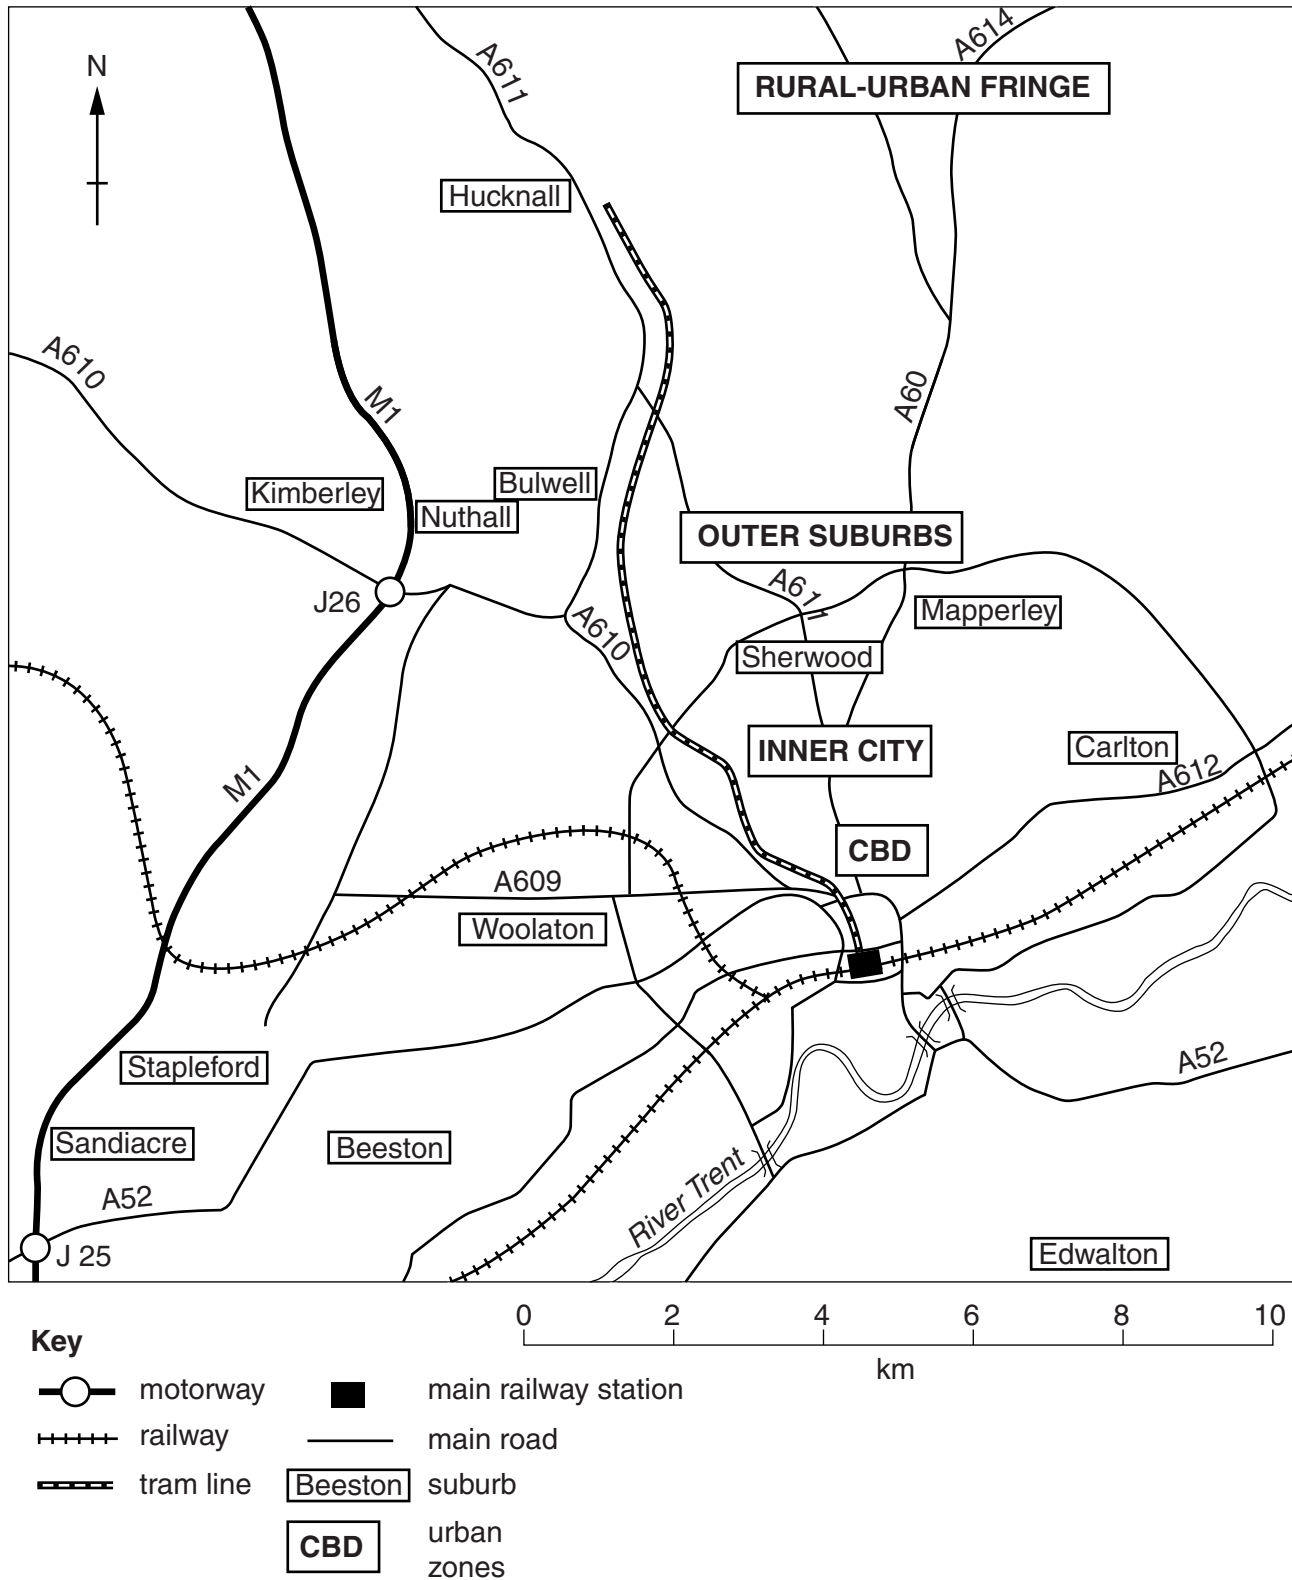 A614
N
A611
RURAL-URBAN FRINGE
Hucknall
A610
M1
A60
Kimberley
Bulwell
Nuthall
OUTER SUBURBS
J26
A610
A611
Mapperley
Sherwood
INNER CITY
Carlton
A612
M1
CBD
A609
Woolaton
Stapleford
A52
Sandiacre
Beeston
River Trent
A52
J 25
Edwalton
0 2 4 6 8 10
km
Key
motorway
main railway station
railway
main road
tram line
Beeston
suburb
CBD
urban
zones